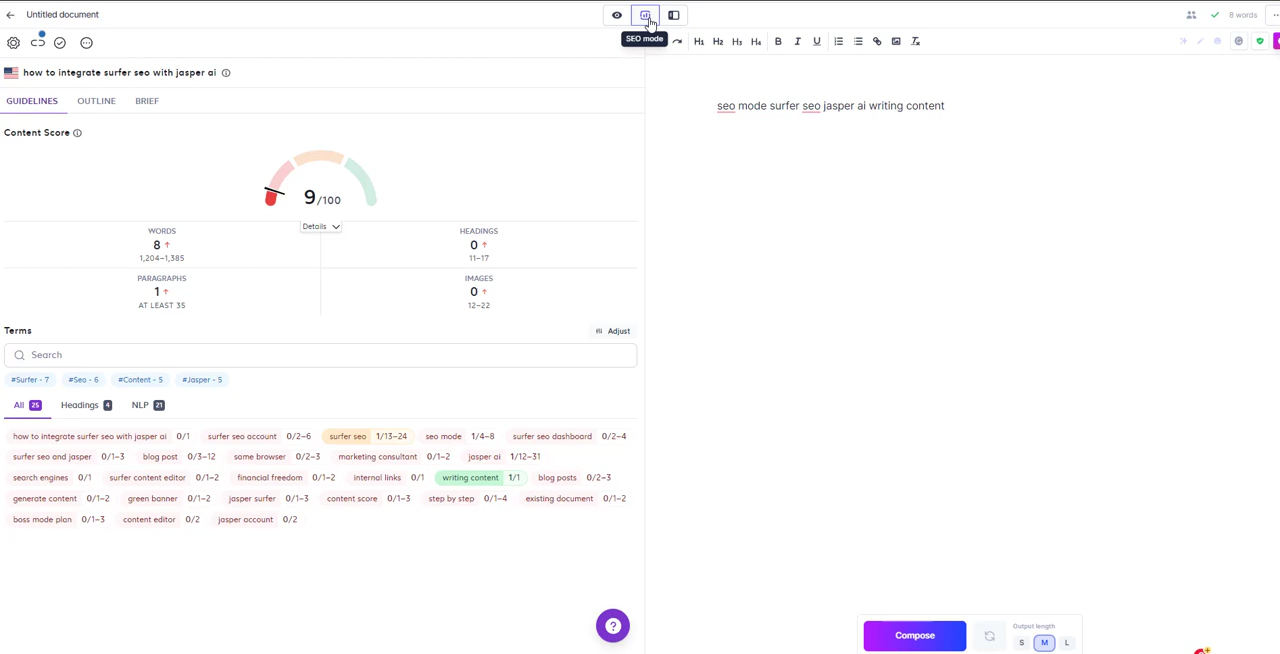 Untitled document
8 words
SEO mode
H1 H2 H3 H4 B I U
how to integrate surfer seo with jasper ai
GUIDELINES OUTLINE BRIEF
seo mode surfer seo jasper ai writing content
Content Score
9/100
Details
WORDS HEADINGS
8 0
1,204–1,385 11–17
PARAGRAPHS IMAGES
1 0
AT LEAST 35 12–22
Terms Adjust
Search
#Surfer - 7 #Seo - 6 #Content - 5 #Jasper - 5
All 25 Headings 4 NLP 21
how to integrate surfer seo with jasper ai 0/1 surfer seo account 0/2–6 surfer seo 1/13–24 seo mode 1/4–8 surfer seo dashboard 0/2–4
surfer seo and jasper 0/1–3 blog post 0/3–12 same browser 0/2–3 marketing consultant 0/1–2 jasper ai 1/12–31
search engines 0/1 surfer content editor 0/1–2 financial freedom 0/1–2 internal links 0/1 writing content 1/1 blog posts 0/2–3
generate content 0/1–2 green banner 0/1–2 jasper surfer 0/1–3 content score 0/1–3 step by step 0/1–4 existing document 0/1–2
boss mode plan 0/1–3 content editor 0/2 jasper account 0/2
Output length
Compose
S M L